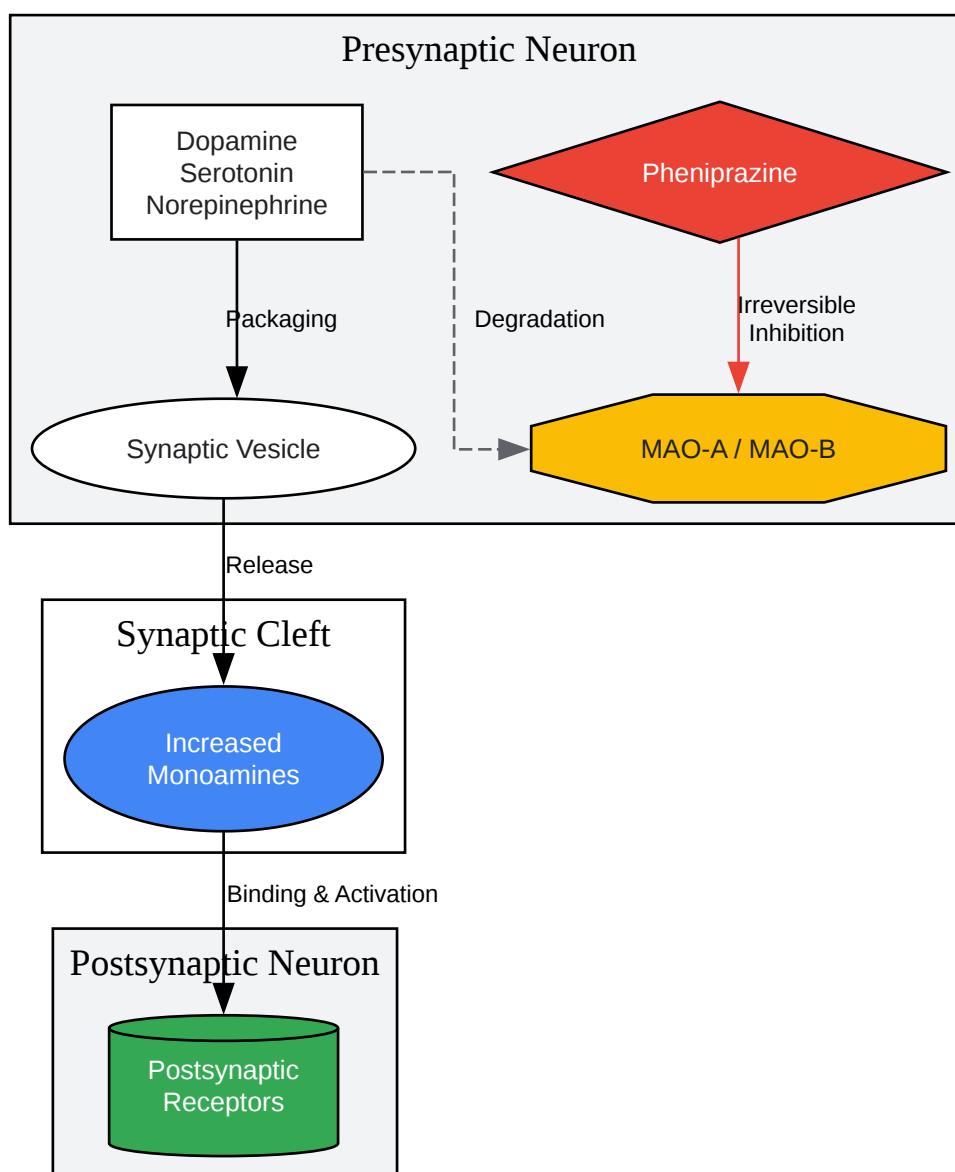 Presynaptic Neuron
Dopamine
Serotonin
Norepinephrine
Pheniprazine
Packaging
Degradation
Irreversible
Inhibition
Synaptic Vesicle
MAO-A / MAO-B
Release
Synaptic Cleft
Increased
Monoamines
Binding & Activation
Postsynaptic Neuron
Postsynaptic
Receptors